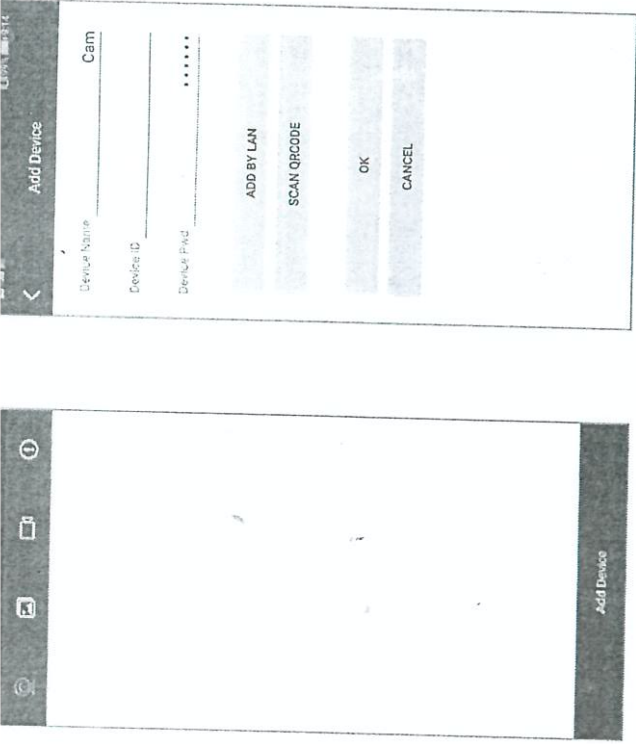 Add Device
Add Device
Device Name Cam
Device ID
Device Pwd ••••••
ADD BY LAN
SCAN QRCODE
OK
CANCEL